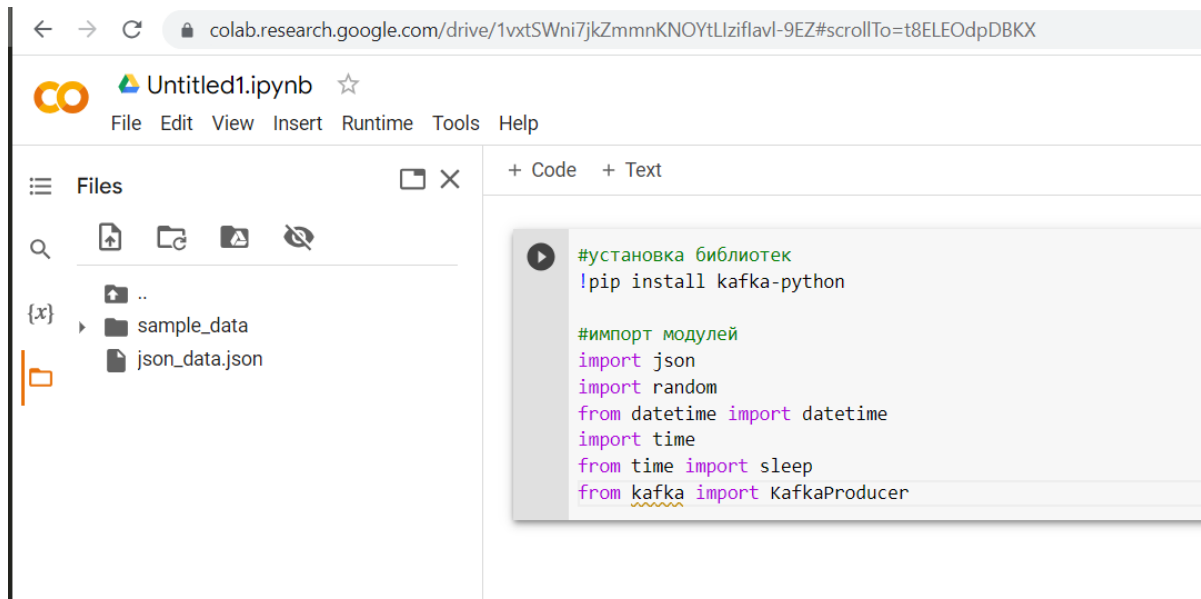 colab.research.google.com/drive/1vxtSWni7jkZmmnKNOYtLIziflavl-9EZ#scrollTo=t8ELEOdpDBKX
Untitled1.ipynb
File Edit View Insert Runtime Tools Help
Files
+ Code + Text
..
sample_data
json_data.json
{x}
#установка библиотек
!pip install kafka-python
#импорт модулей
import json
import random
from datetime import datetime
import time
from time import sleep
from kafka import KafkaProducer